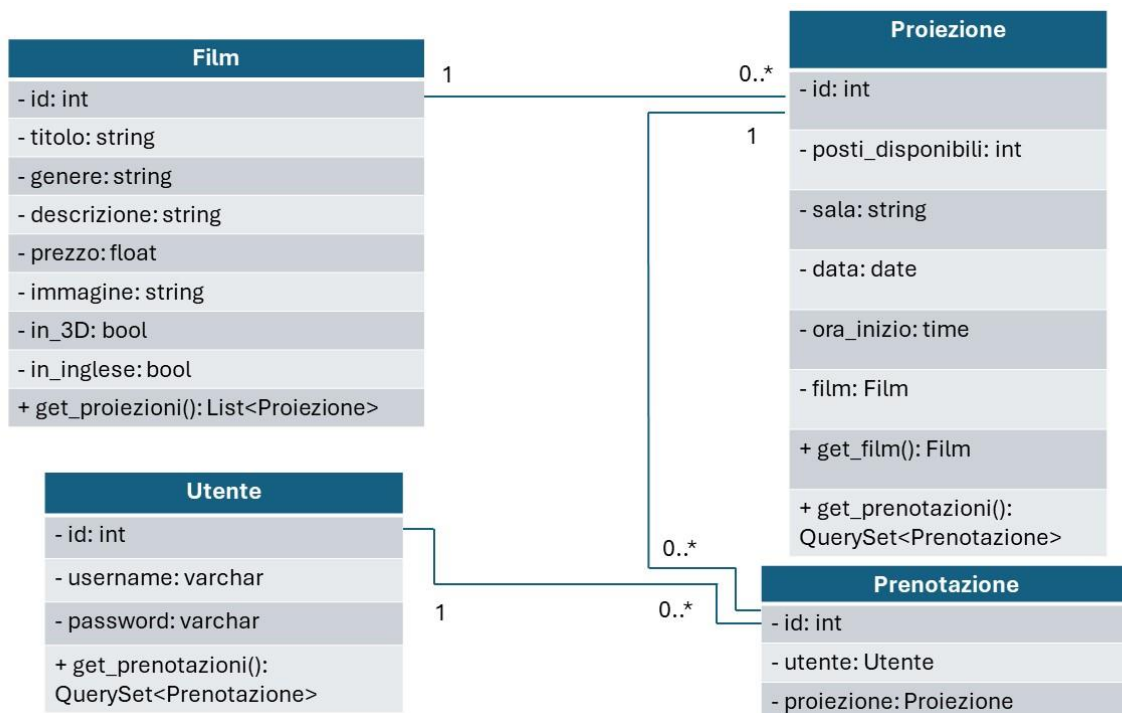 Film
- id: int
- titolo: string
- genere: string
- descrizione: string
- prezzo: float
- immagine: string
- in_3D: bool
- in_inglese: bool
+ get_proiezioni(): List<Proiezione>
1
0..*
Proiezione
- id: int
- posti_disponibili: int
- sala: string
- data: date
- ora_inizio: time
- film: Film
+ get_film(): Film
+ get_prenotazioni():
QuerySet<Prenotazione>
1
0..*
Utente
- id: int
- username: varchar
- password: varchar
+ get_prenotazioni():
QuerySet<Prenotazione>
1
0..*
Prenotazione
- id: int
- utente: Utente
- proiezione: Proiezione